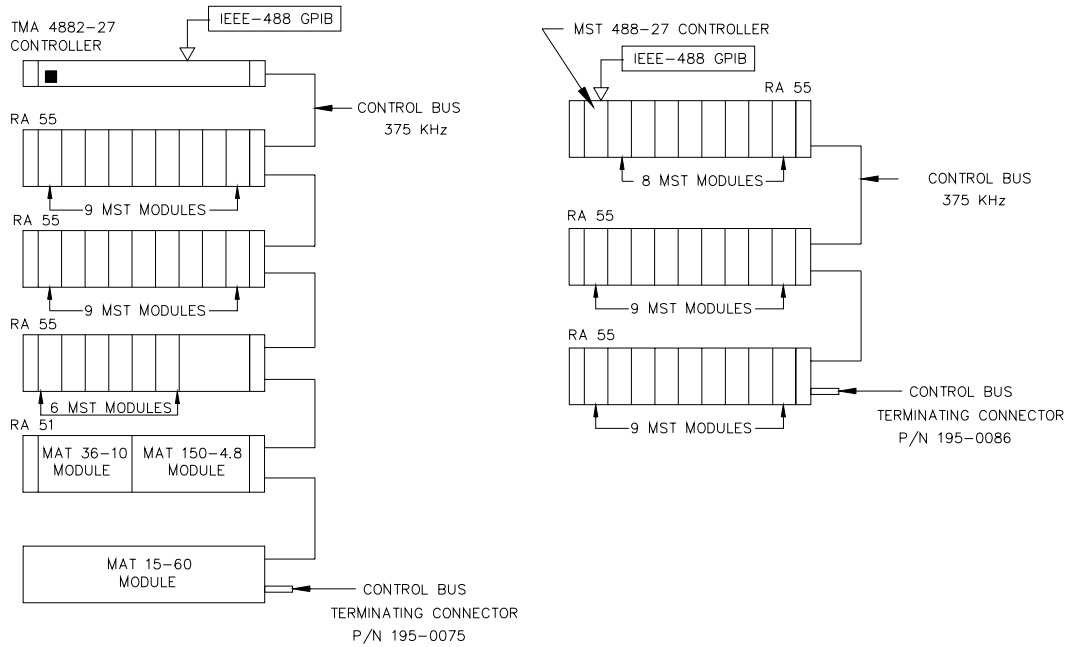 TMA 4882-27
CONTROLLER
IEEE-488 GPIB
CONTROL BUS
375 KHz
RA 55
9 MST MODULES
RA 55
9 MST MODULES
RA 55
6 MST MODULES
RA 51
MAT 36-10
MODULE
MAT 150-4.8
MODULE
MAT 15-60
MODULE
CONTROL BUS
TERMINATING CONNECTOR
P/N 195-0075
MST 488-27 CONTROLLER
IEEE-488 GPIB
RA 55
8 MST MODULES
CONTROL BUS
375 KHz
RA 55
9 MST MODULES
RA 55
9 MST MODULES
CONTROL BUS
TERMINATING CONNECTOR
P/N 195-0086